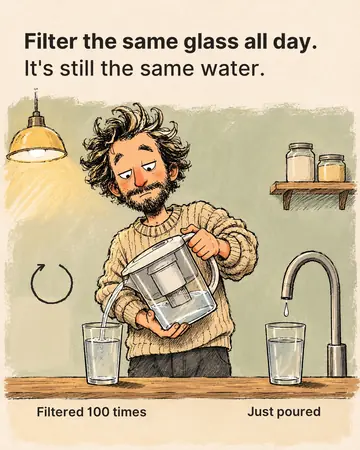 Filter the same glass all day.
It's still the same water.
Filtered 100 times
Just poured